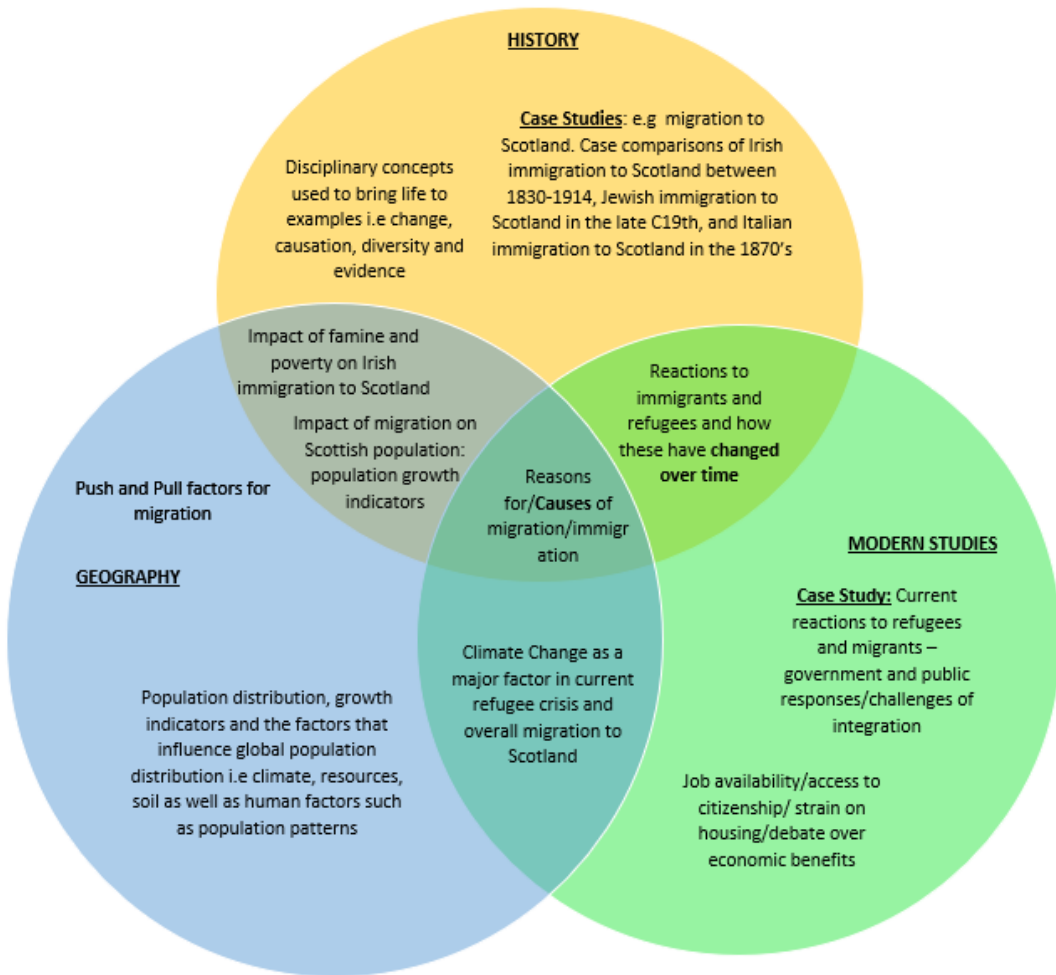 HISTORY
Case Studies: e.g migration to
Scotland. Case comparisons of Irish
immigration to Scotland between
1830-1914, Jewish immigration to
Scotland in the late C19th, and Italian
immigration to Scotland in the 1870's
Disciplinary concepts
used to bring life to
examples i.e change,
causation, diversity and
evidence
Impact of famine and
poverty on Irish
immigration to Scotland
Impact of migration on
Scottish population:
population growth
indicators
Reactions to
immigrants and
refugees and how
these have changed
over time
Reasons
for/Causes of
migration/immigr
ation
Push and Pull factors for
migration
GEOGRAPHY
Population distribution, growth
indicators and the factors that
influence global population
distribution i.e climate, resources,
soil as well as human factors such
as population patterns
Climate Change as a
major factor in current
refugee crisis and
overall migration to
Scotland
MODERN STUDIES
Case Study: Current
reactions to refugees
and migrants –
government and public
responses/challenges of
integration
Job availability/access to
citizenship/ strain on
housing/debate over
economic benefits